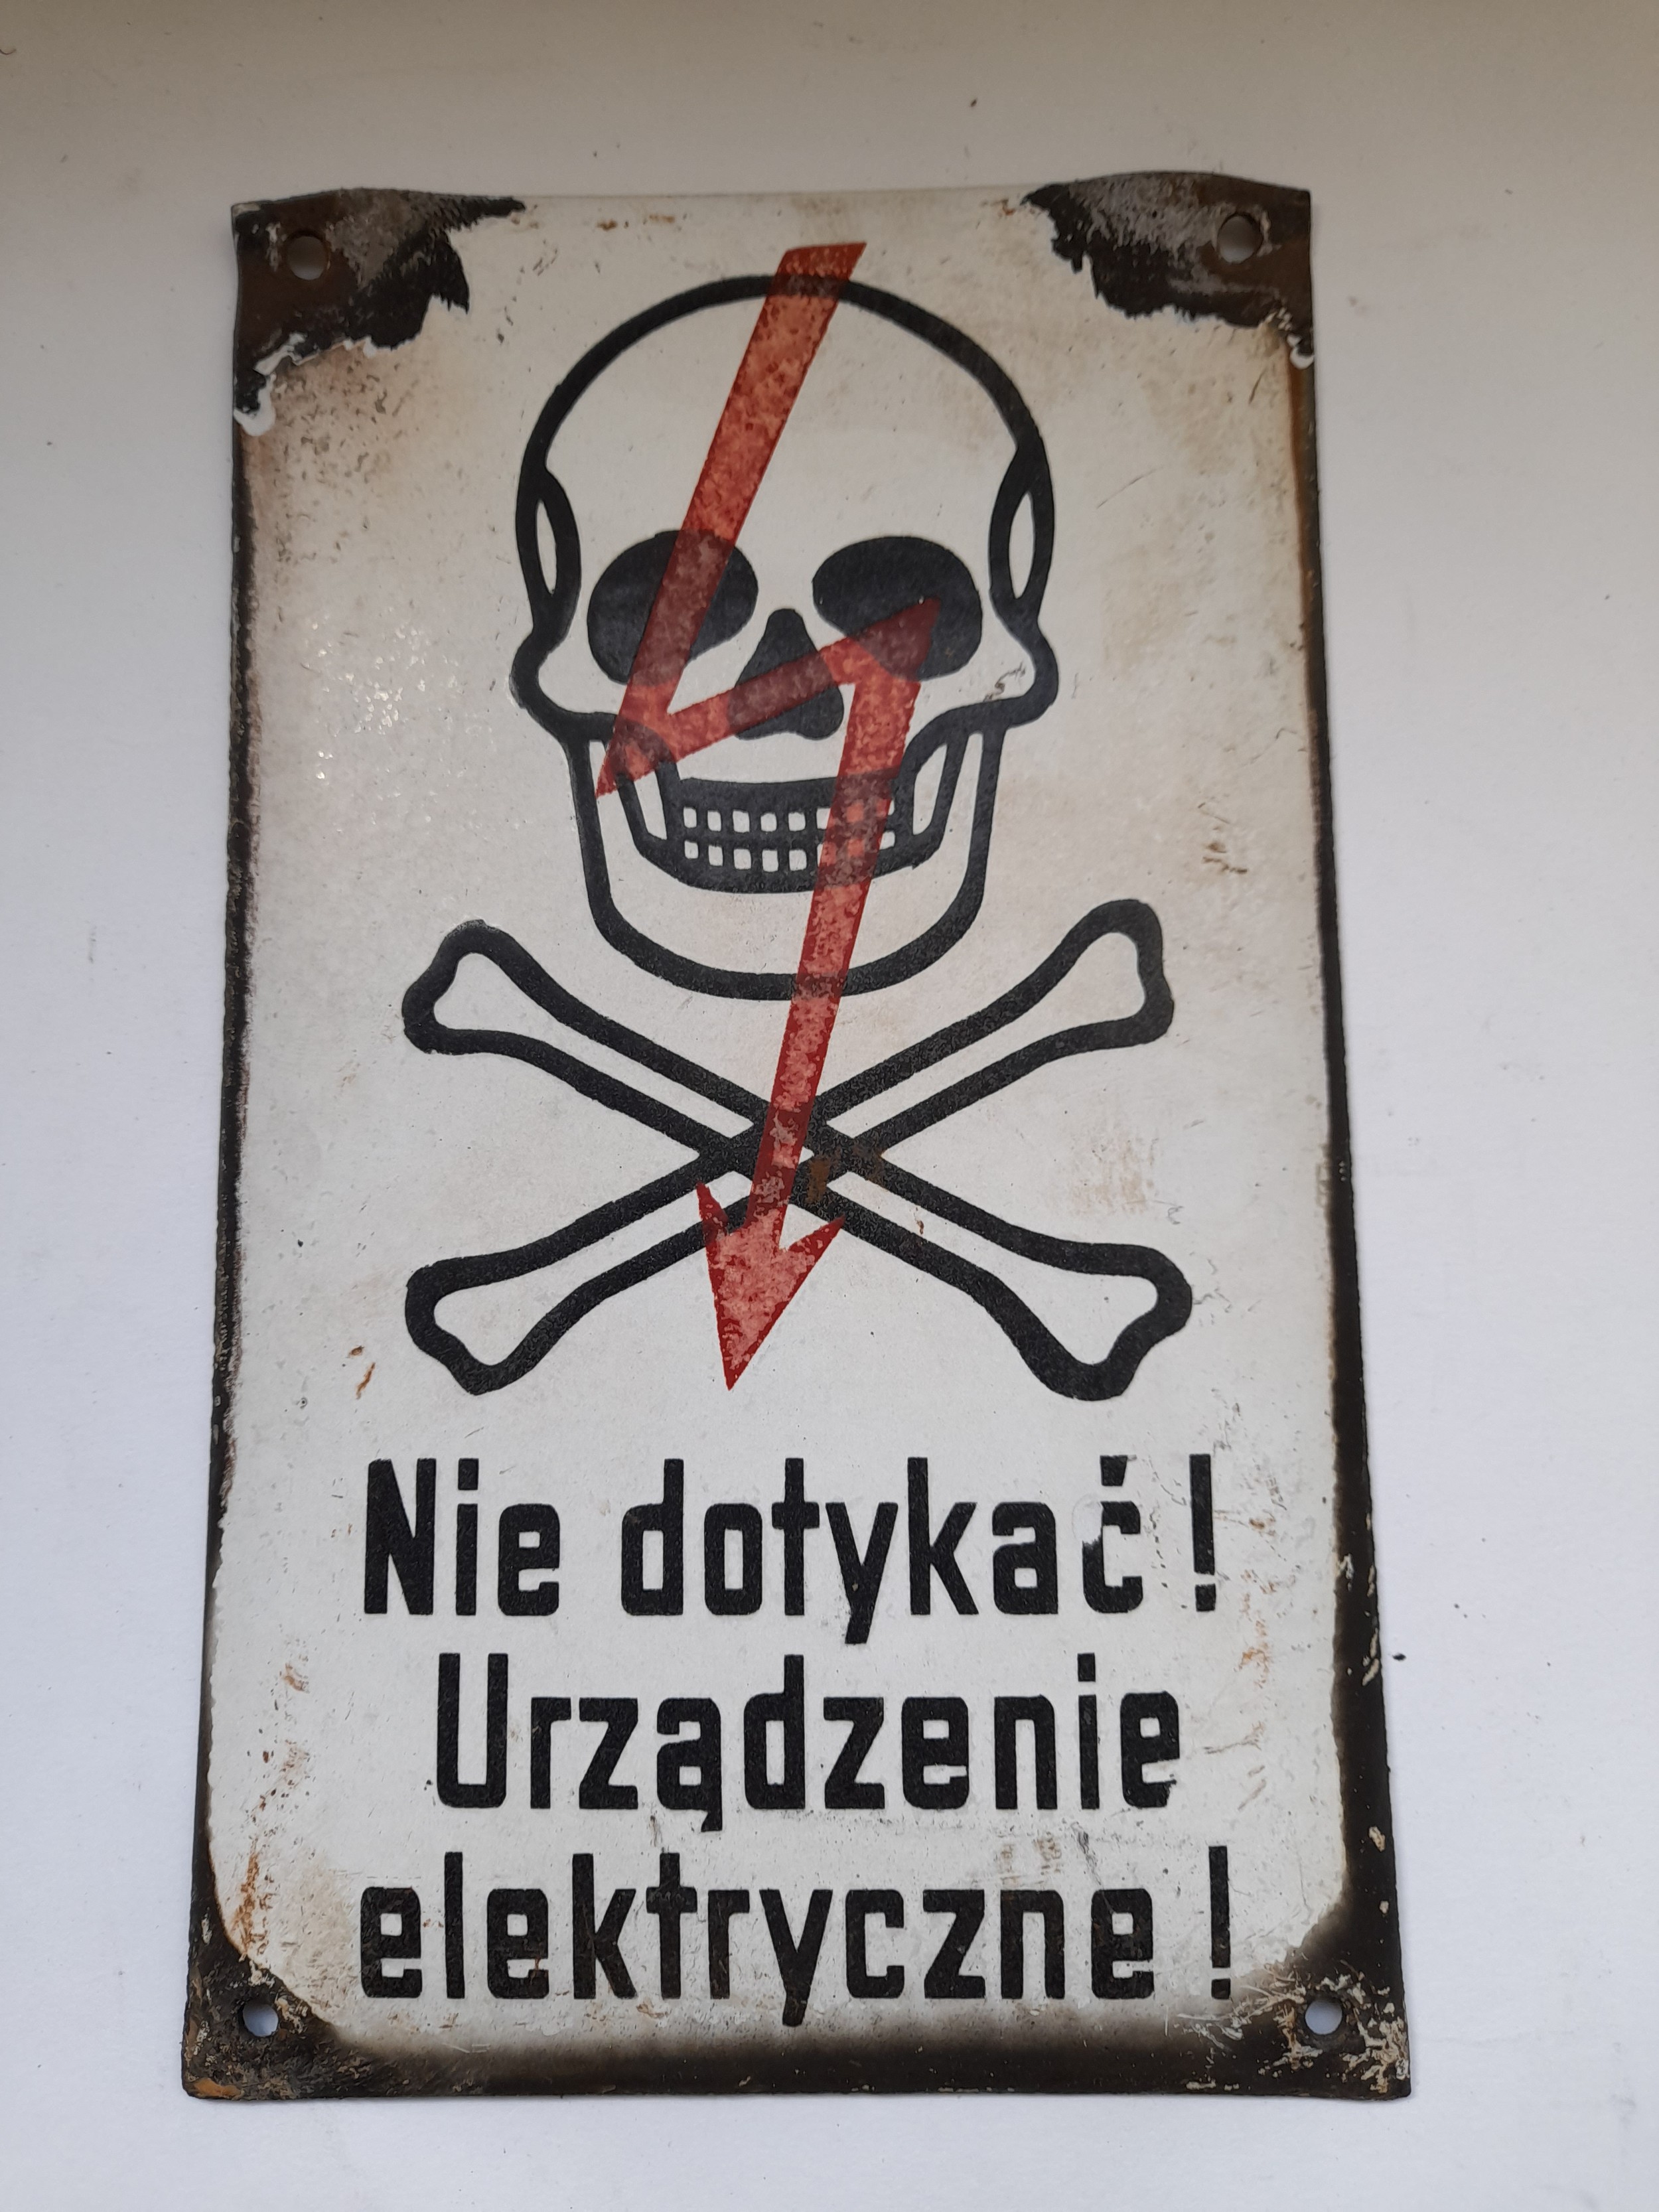 Nie dotykać!
Urządzenie
elektryczne!